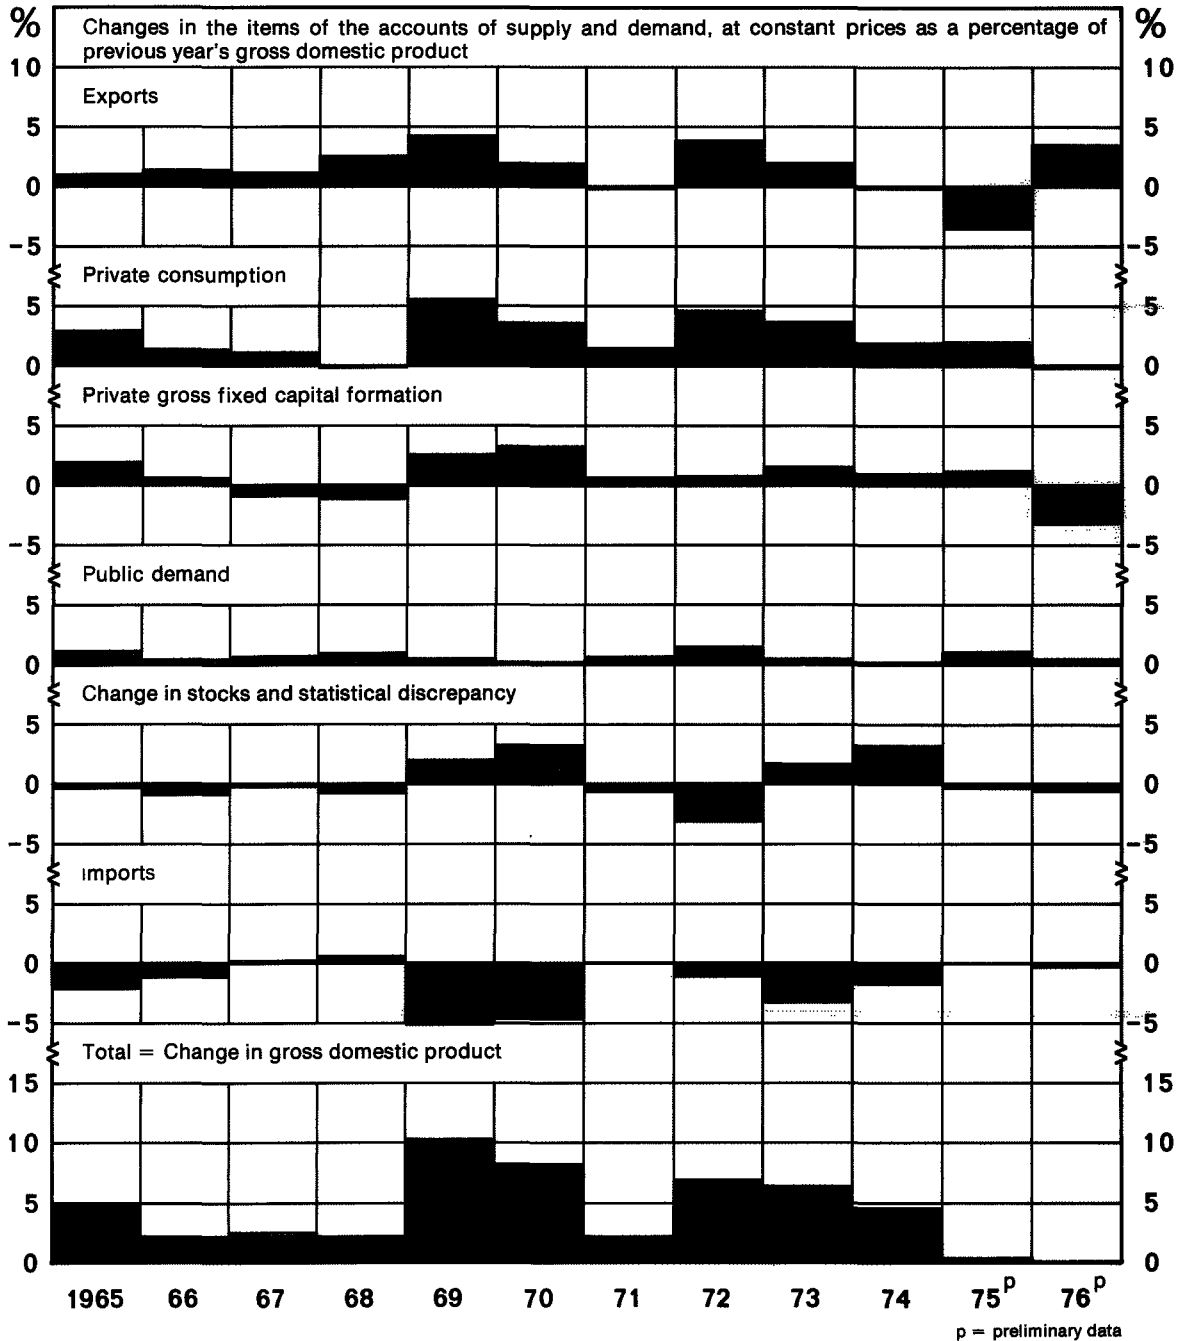 % Changes in the items of the accounts of supply and demand, at constant prices as a percentage of %
previous year's gross domestic product
10 10
Exports
5 5
0 0
-5 -5
Private consumption
5 5
0 0
Private gross fixed capital formation
5 5
0 0
-5 -5
Public demand
5 5
0 0
Change in stocks and statistical discrepancy
5 5
0 0
-5 -5
Imports
5 5
0 0
-5 -5
Total = Change in gross domestic product
15 15
10 10
5 5
0 0
1965 66 67 68 69 70 71 72 73 74 75p 76p
p = preliminary data